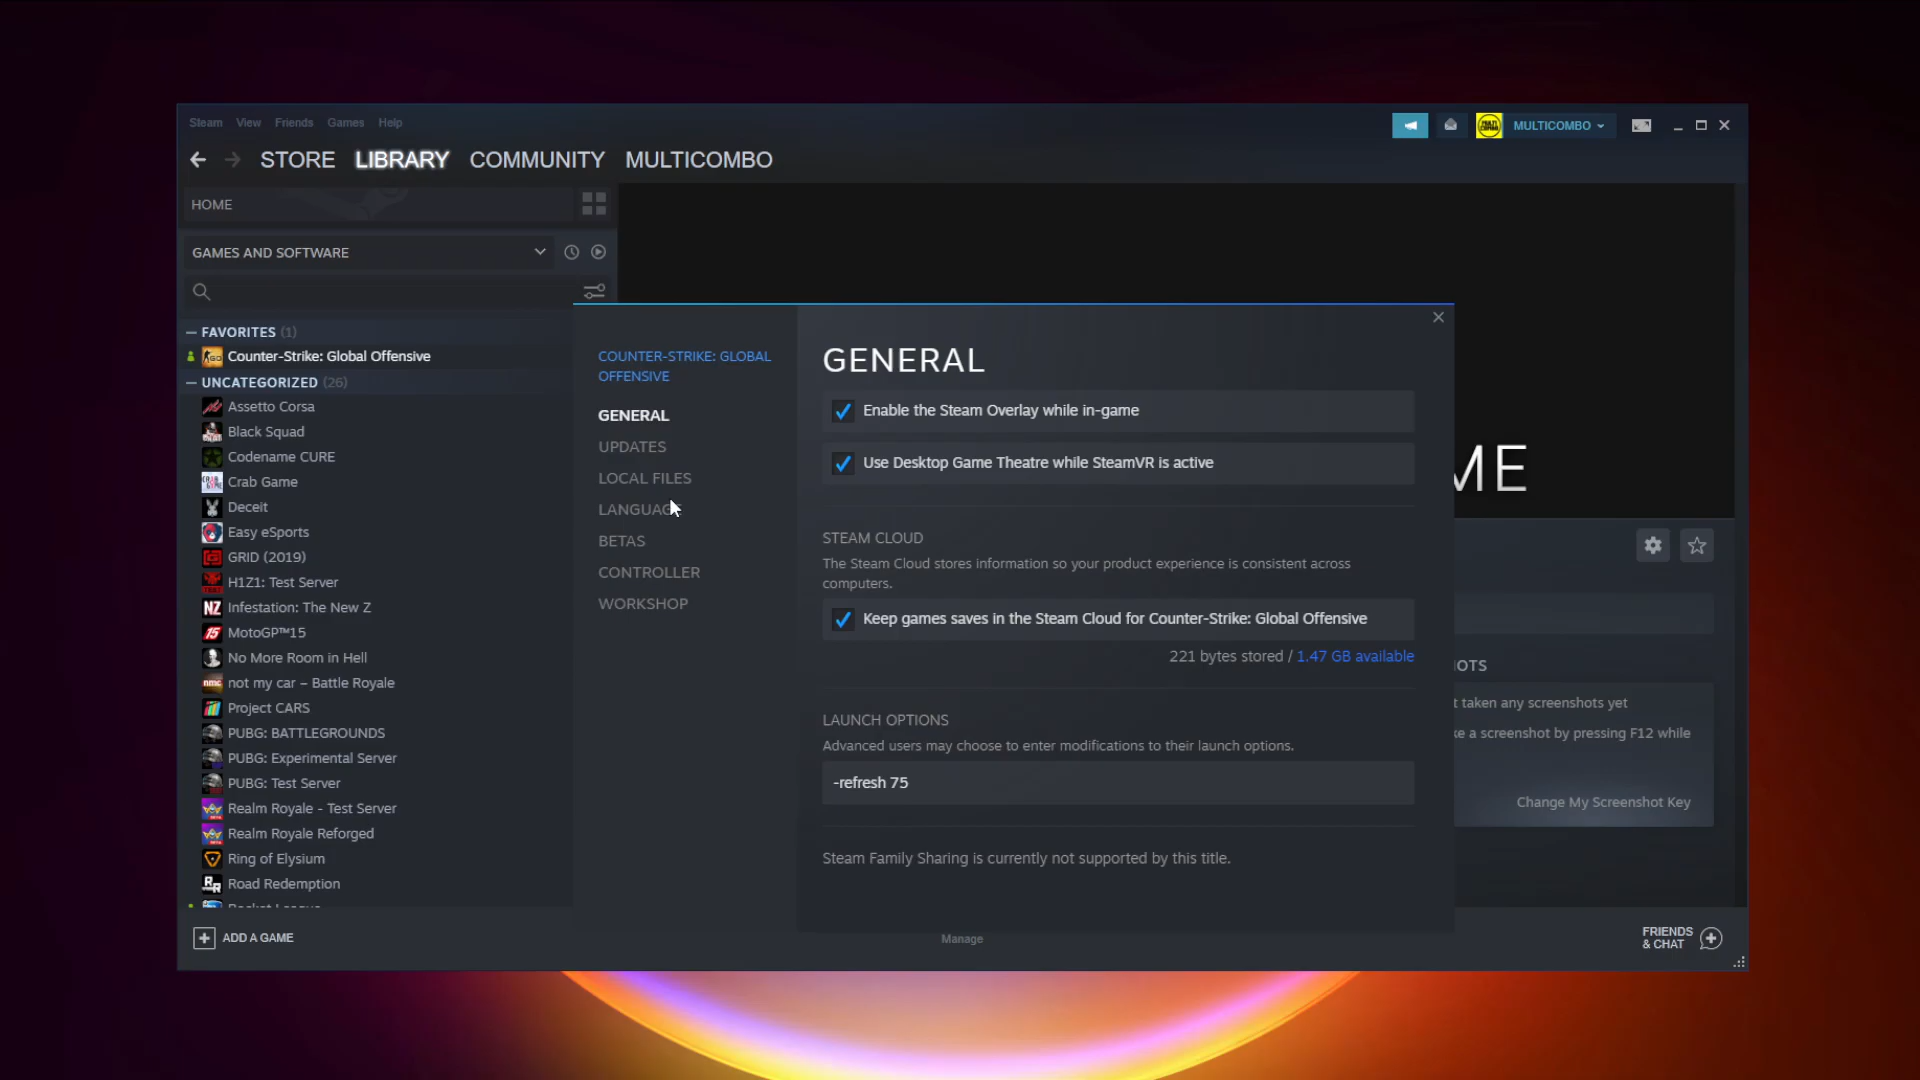 Steam View Friends Games Help
MULTICOMBO
STORE LIBRARY COMMUNITY MULTICOMBO
HOME
GAMES AND SOFTWARE
FAVORITES (1)
Counter-Strike: Global Offensive
UNCATEGORIZED (26)
Assetto Corsa
Black Squad
Codename CURE
Crab Game
Deceit
Easy eSports
GRID (2019)
H1Z1: Test Server
Infestation: The New Z
MotoGP™15
No More Room in Hell
not my car – Battle Royale
Project CARS
PUBG: BATTLEGROUNDS
PUBG: Experimental Server
PUBG: Test Server
Realm Royale - Test Server
Realm Royale Reforged
Ring of Elysium
Road Redemption
ADD A GAME
COUNTER-STRIKE: GLOBAL
OFFENSIVE
GENERAL
UPDATES
LOCAL FILES
LANGUAGE
BETAS
CONTROLLER
WORKSHOP
GENERAL
Enable the Steam Overlay while in-game
Use Desktop Game Theatre while SteamVR is active
STEAM CLOUD
The Steam Cloud stores information so your product experience is consistent across
computers.
Keep games saves in the Steam Cloud for Counter-Strike: Global Offensive
221 bytes stored / 1.47 GB available
LAUNCH OPTIONS
Advanced users may choose to enter modifications to their launch options.
-refresh 75
Steam Family Sharing is currently not supported by this title.
Manage
ME
OTS
t taken any screenshots yet
ke a screenshot by pressing F12 while
Change My Screenshot Key
FRIENDS
& CHAT